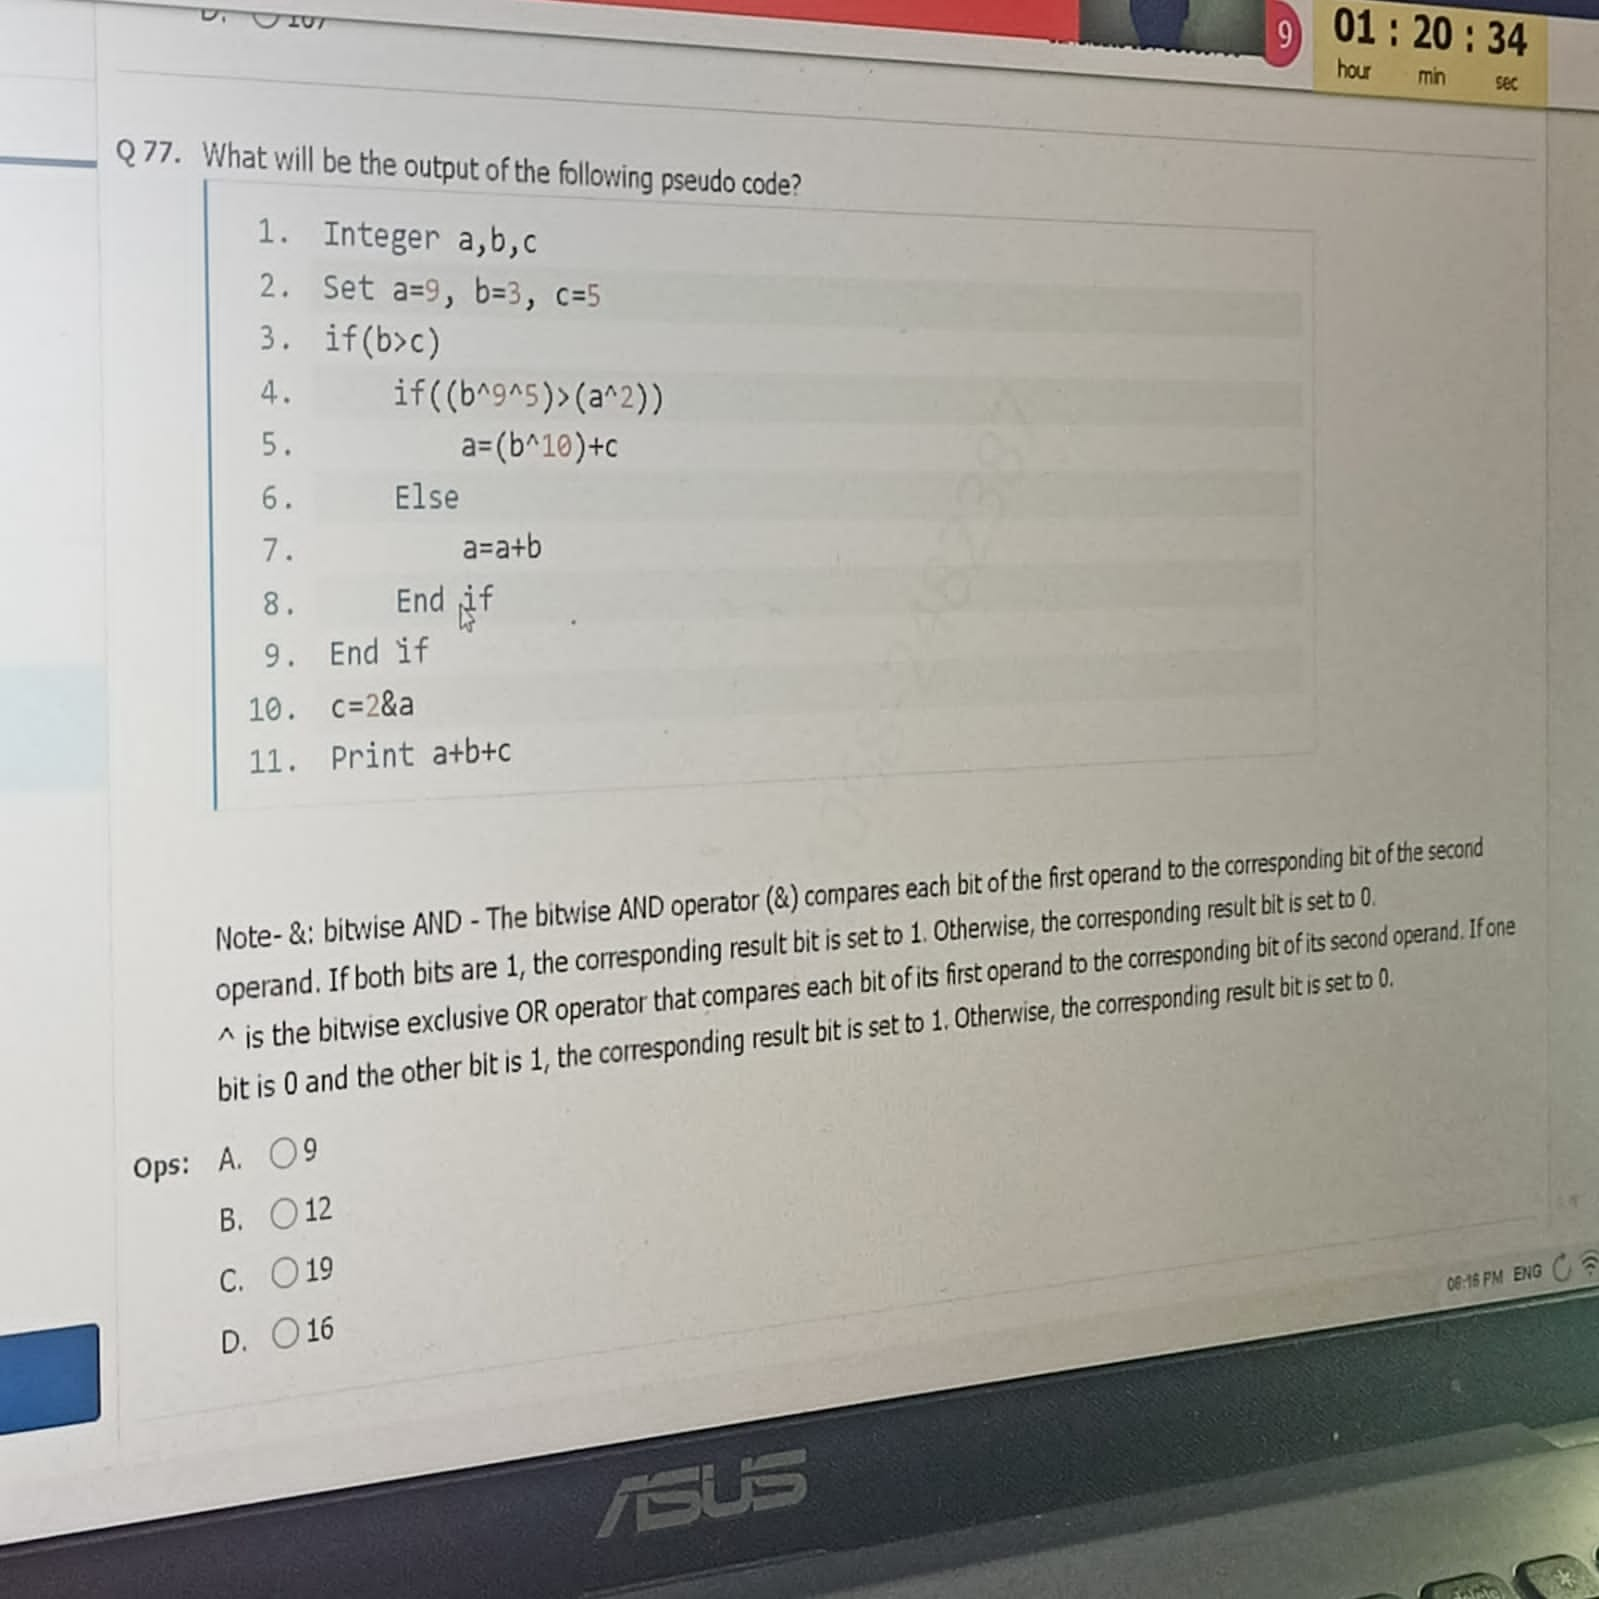 D. 107
9
01 : 20 : 34
hour min sec
Q 77. What will be the output of the following pseudo code?
1. Integer a,b,c
2. Set a=9, b=3, c=5
3. if(b>c)
4. if((b^9^5)>(a^2))
5. a=(b^10)+c
6. Else
7. a=a+b
8. End if
9. End if
10. c=2&a
11. Print a+b+c
Note- &: bitwise AND - The bitwise AND operator (&) compares each bit of the first operand to the corresponding bit of the second
operand. If both bits are 1, the corresponding result bit is set to 1. Otherwise, the corresponding result bit is set to 0.
^ is the bitwise exclusive OR operator that compares each bit of its first operand to the corresponding bit of its second operand. If one
bit is 0 and the other bit is 1, the corresponding result bit is set to 1. Otherwise, the corresponding result bit is set to 0.
Ops: A. 9
B. 12
C. 19
D. 16
06:16 PM ENG
ASUS